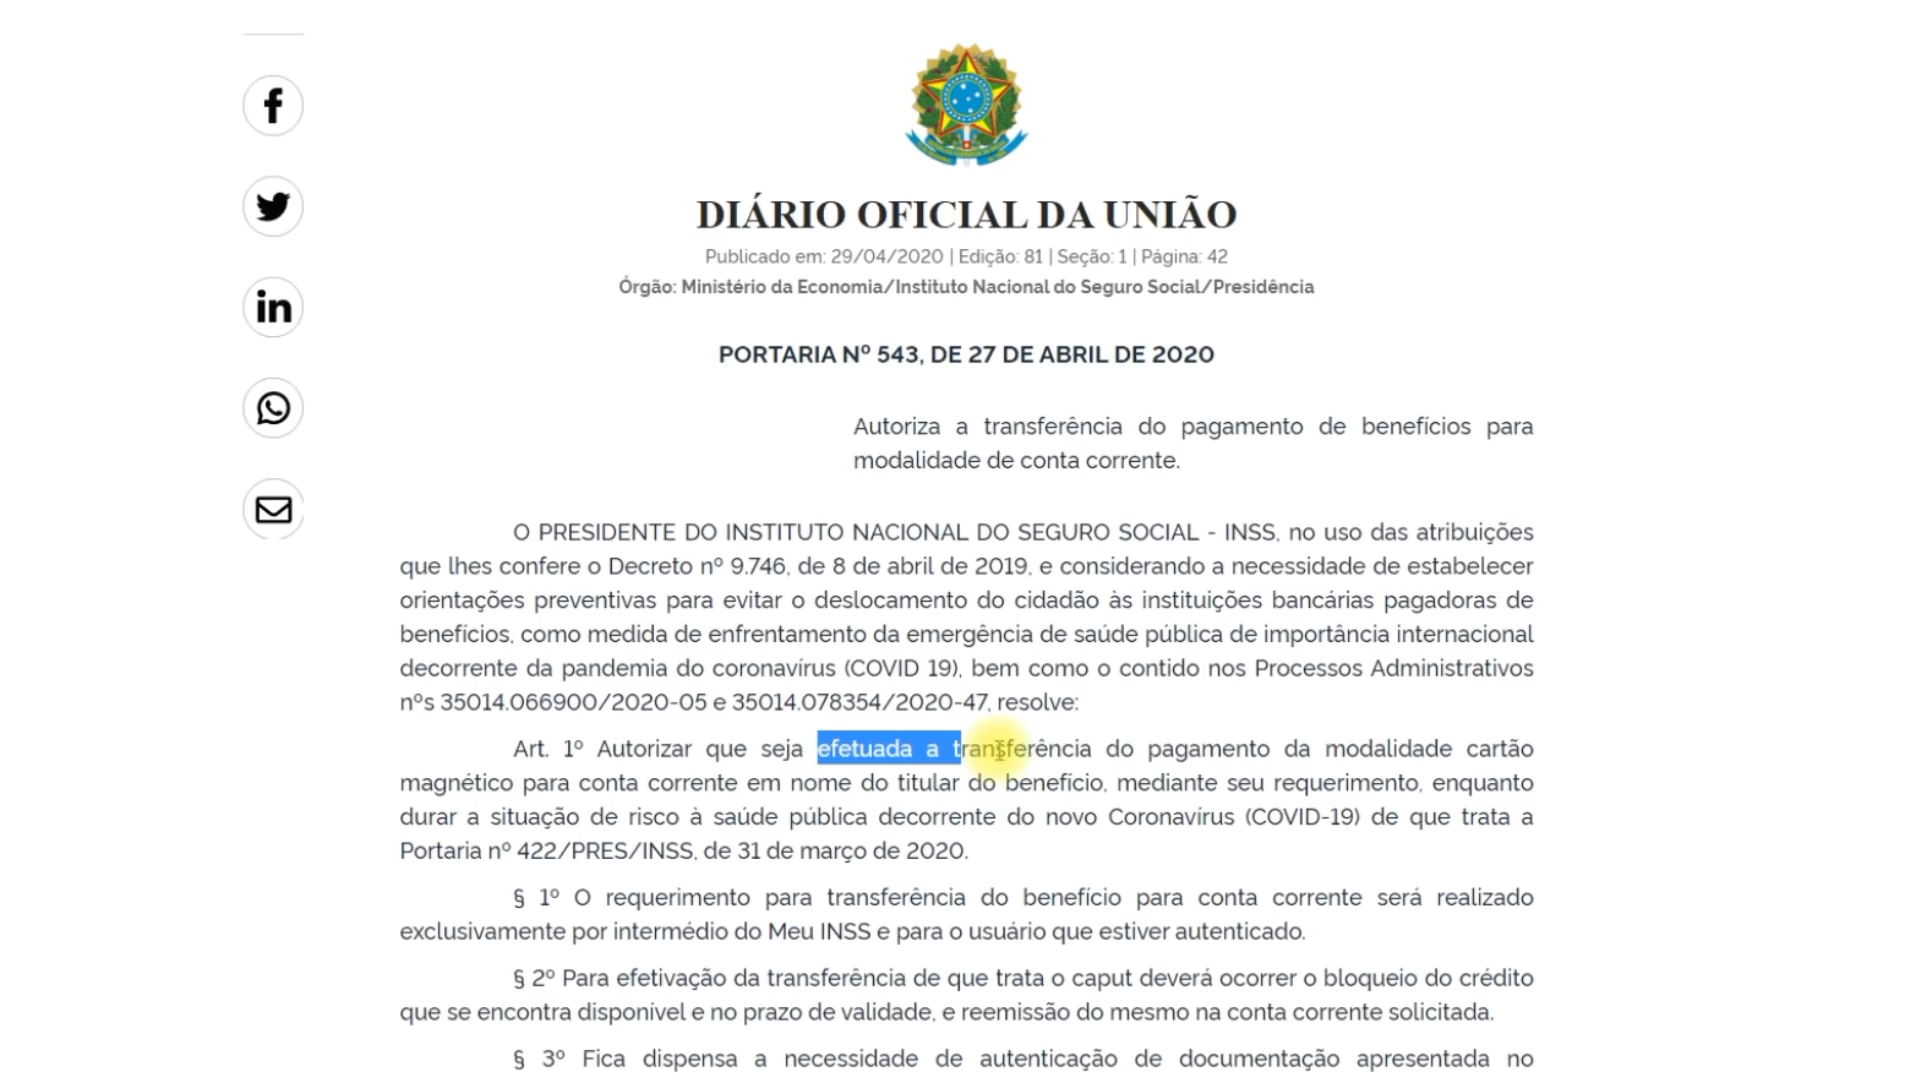 DIÁRIO OFICIAL DA UNIÃO
Publicado em: 29/04/2020 | Edição: 81 | Seção: 1 | Página: 42
Órgão: Ministério da Economia/Instituto Nacional do Seguro Social/Presidência
PORTARIA Nº 543, DE 27 DE ABRIL DE 2020
Autoriza a transferência do pagamento de benefícios para
modalidade de conta corrente.
O PRESIDENTE DO INSTITUTO NACIONAL DO SEGURO SOCIAL - INSS, no uso das atribuições
que lhes confere o Decreto nº 9.746, de 8 de abril de 2019, e considerando a necessidade de estabelecer
orientações preventivas para evitar o deslocamento do cidadão às instituições bancárias pagadoras de
benefícios, como medida de enfrentamento da emergência de saúde pública de importância internacional
decorrente da pandemia do coronavírus (COVID 19), bem como o contido nos Processos Administrativos
nºs 35014.066900/2020-05 e 35014.078354/2020-47, resolve:
Art. 1º Autorizar que seja efetuada a transferência do pagamento da modalidade cartão
magnético para conta corrente em nome do titular do benefício, mediante seu requerimento, enquanto
durar a situação de risco à saúde pública decorrente do novo Coronavírus (COVID-19) de que trata a
Portaria nº 422/PRES/INSS, de 31 de março de 2020.
§ 1º O requerimento para transferência do benefício para conta corrente será realizado
exclusivamente por intermédio do Meu INSS e para o usuário que estiver autenticado.
§ 2º Para efetivação da transferência de que trata o caput deverá ocorrer o bloqueio do crédito
que se encontra disponível e no prazo de validade, e reemissão do mesmo na conta corrente solicitada.
§ 3º Fica dispensa a necessidade de autenticação de documentação apresentada no